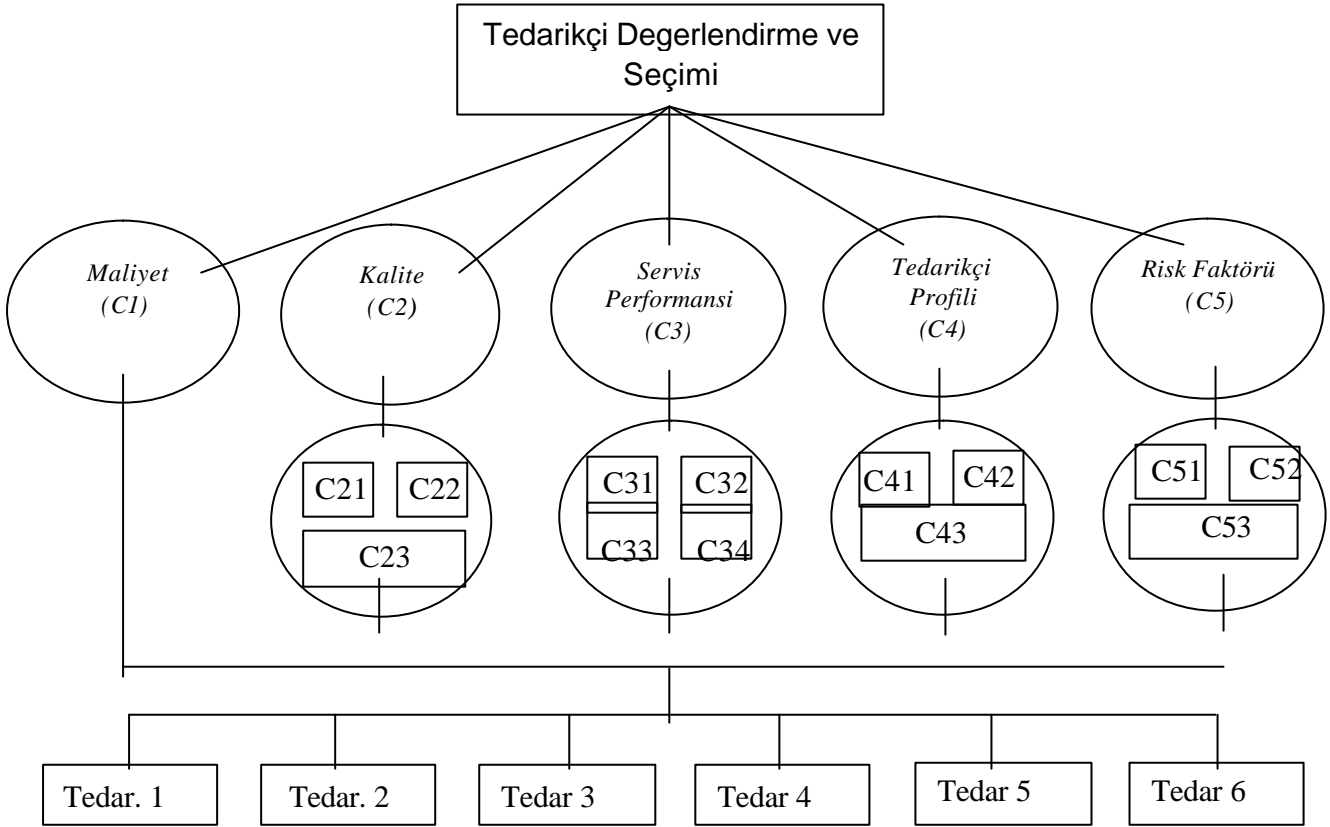 Tedarikçi Degerlendirme ve
Seçimi
Maliyet
(C1)
Kalite
(C2)
Servis
Performansi
(C3)
Tedarikçi
Profili
(C4)
Risk Faktörü
(C5)
C21
C22
C23
C31
C32
C33
C34
C41
C42
C43
C51
C52
C53
Tedar. 1
Tedar. 2
Tedar 3
Tedar 4
Tedar 5
Tedar 6